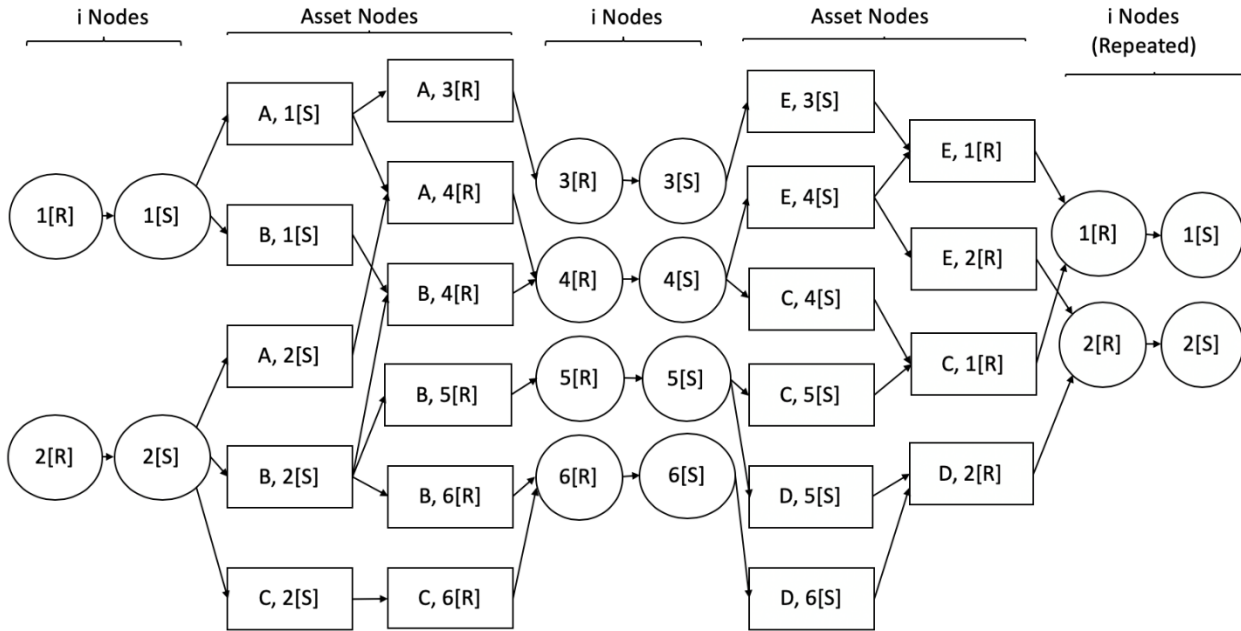 i Nodes
Asset Nodes
i Nodes
Asset Nodes
i Nodes
(Repeated)
1[R]
1[S]
2[R]
2[S]
A, 1[S]
B, 1[S]
A, 2[S]
B, 2[S]
C, 2[S]
A, 3[R]
A, 4[R]
B, 4[R]
B, 5[R]
B, 6[R]
C, 6[R]
3[R]
3[S]
4[R]
4[S]
5[R]
5[S]
6[R]
6[S]
E, 3[S]
E, 4[S]
C, 4[S]
C, 5[S]
D, 5[S]
D, 6[S]
E, 1[R]
E, 2[R]
C, 1[R]
D, 2[R]
1[R]
1[S]
2[R]
2[S]